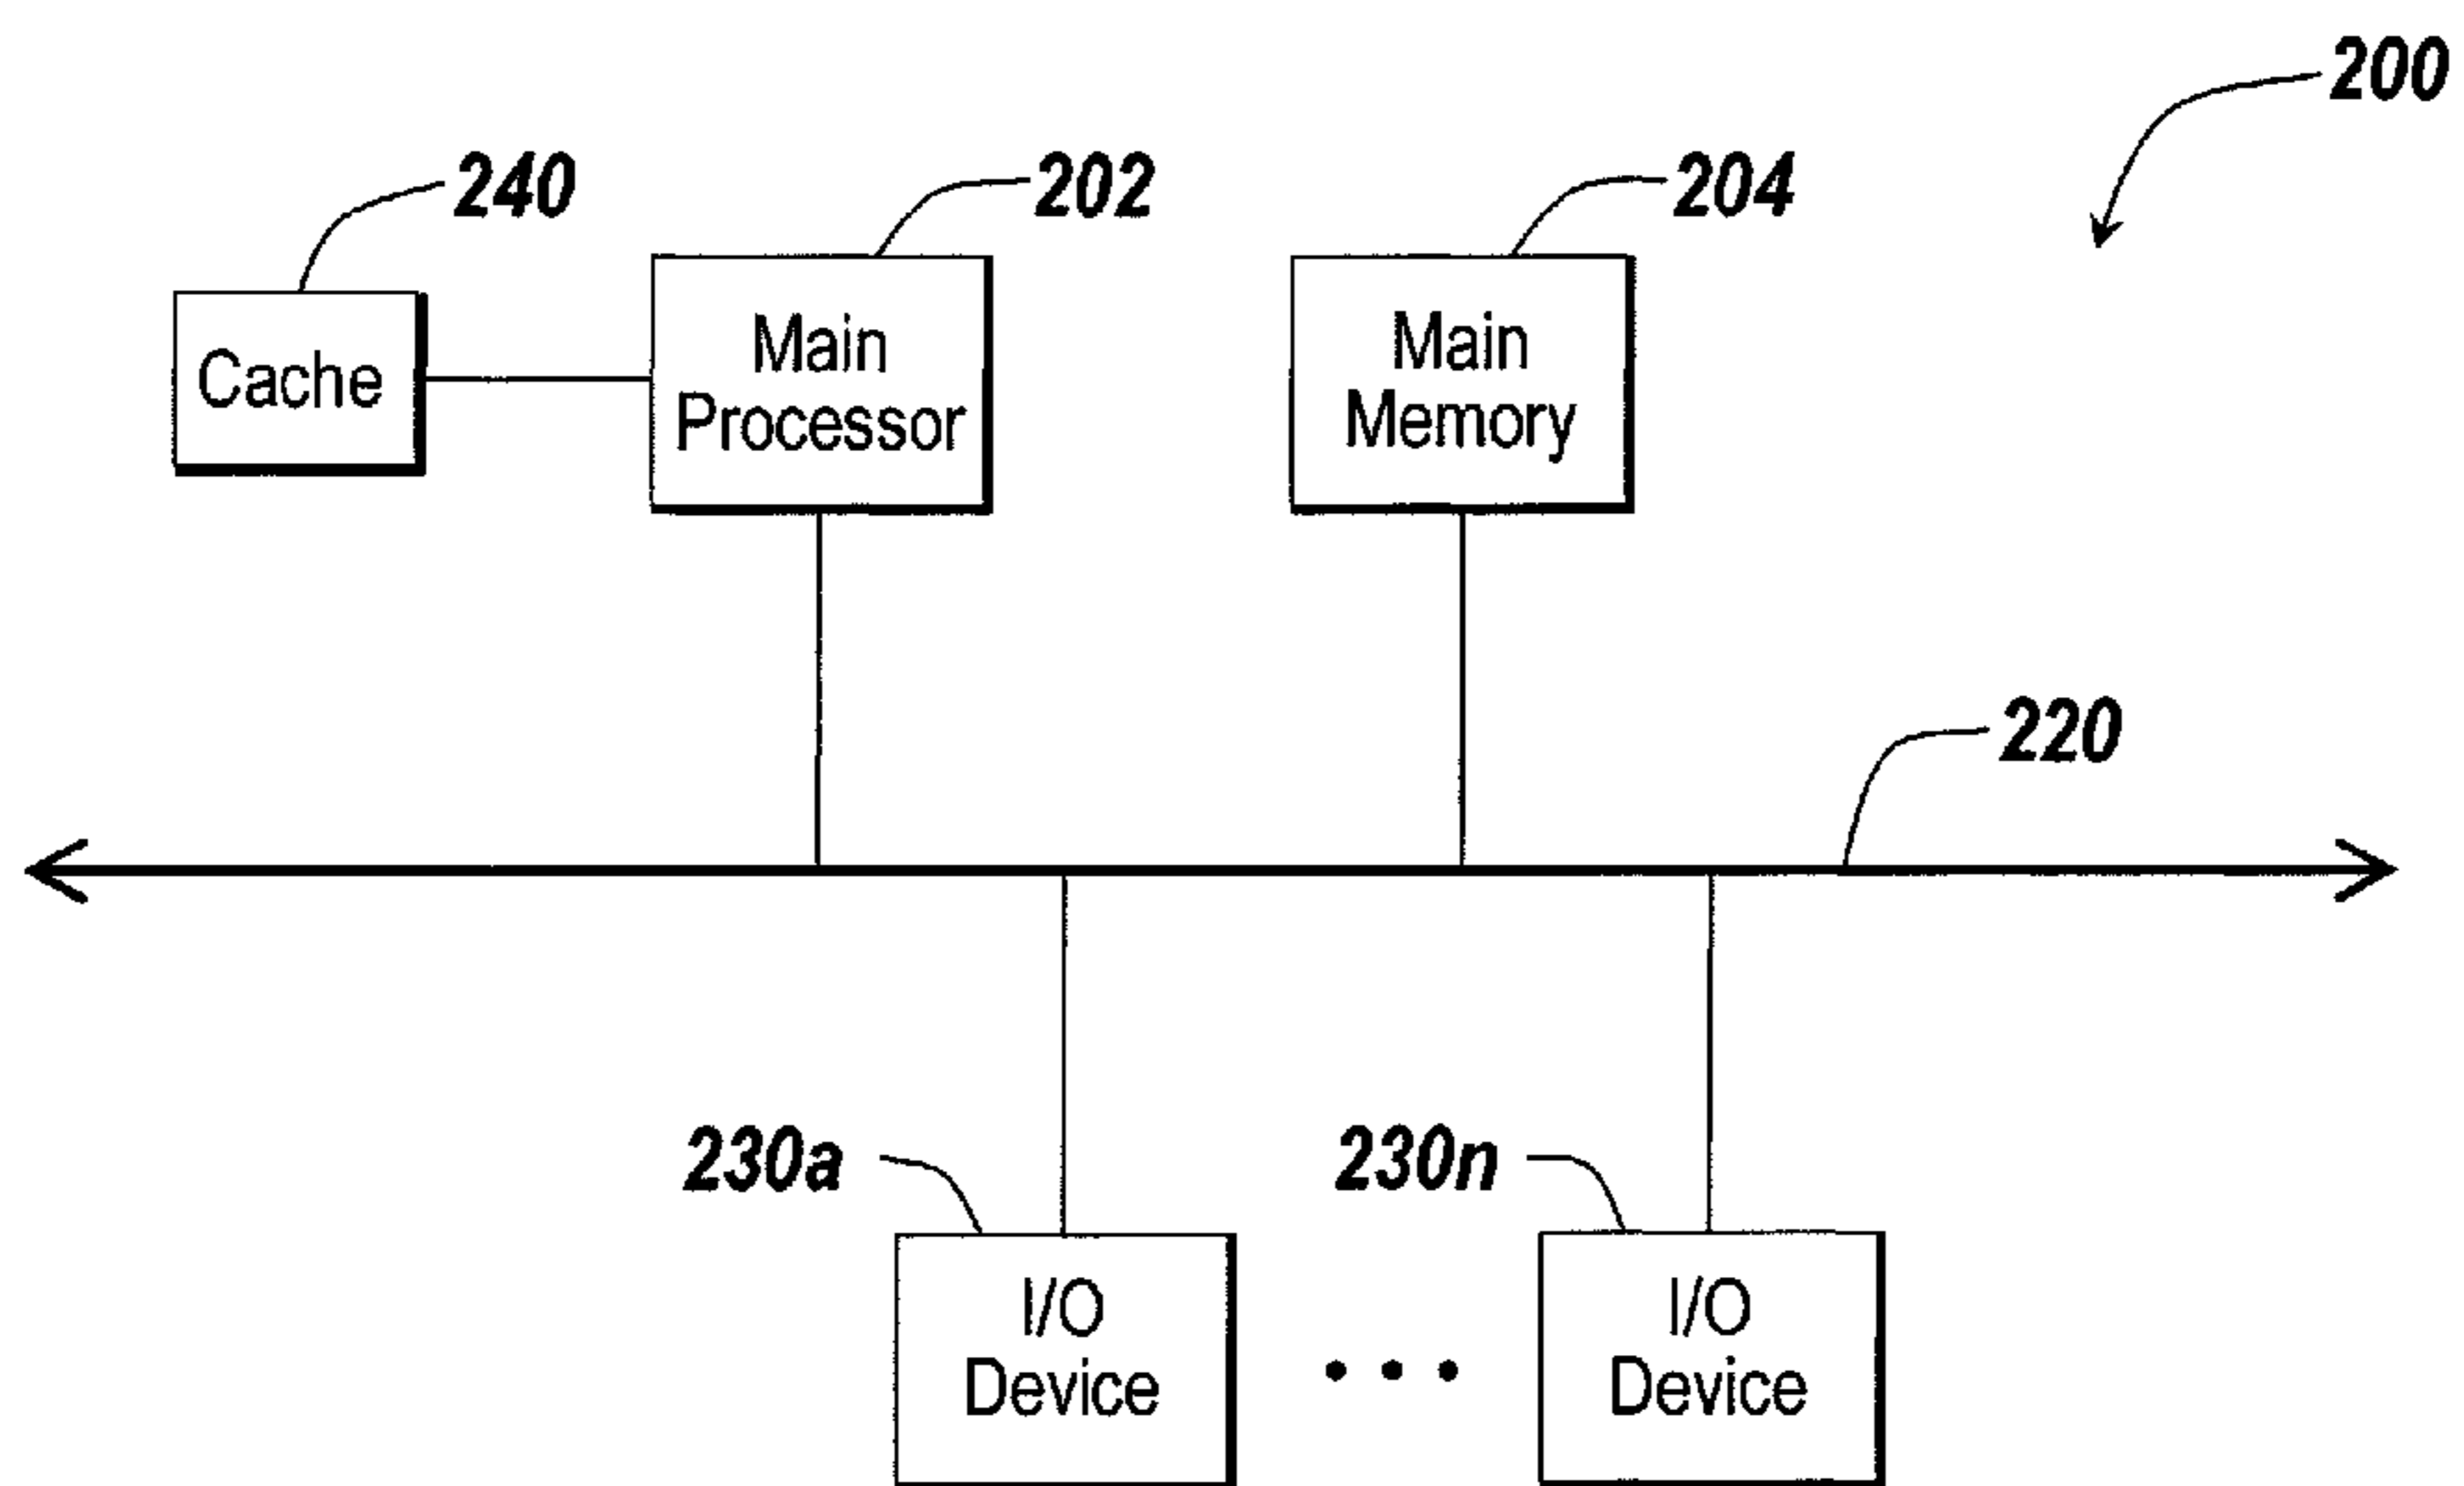 200
240
202
204
Cache
Main
Processor
Main
Memory
220
230a
230n
I/O
Device
I/O
Device